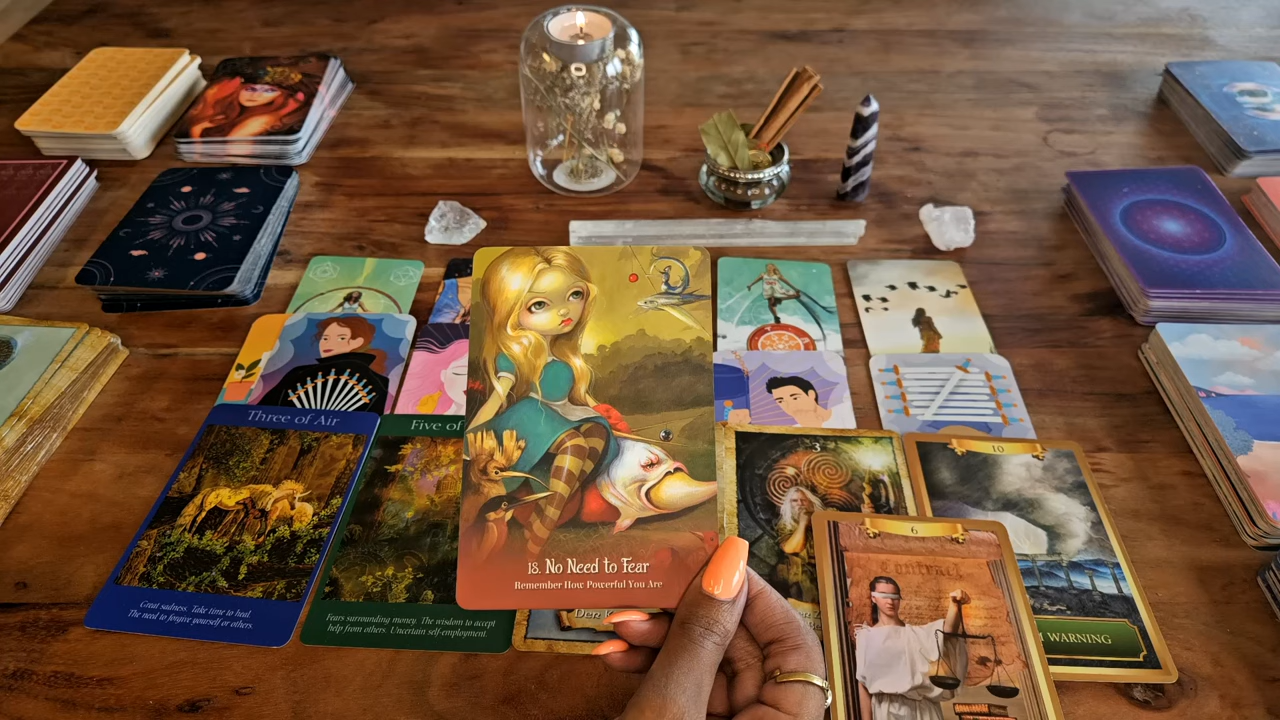 Three of Air
Great sadness. Take time to heal.
The need to forgive yourself or others.
Five of
Fears surrounding money. The wisdom to accept
help from others. Uncertain self-employment.
18. No Need to Fear
Remember How Powerful You Are
3
10
WARNING
6
Contract